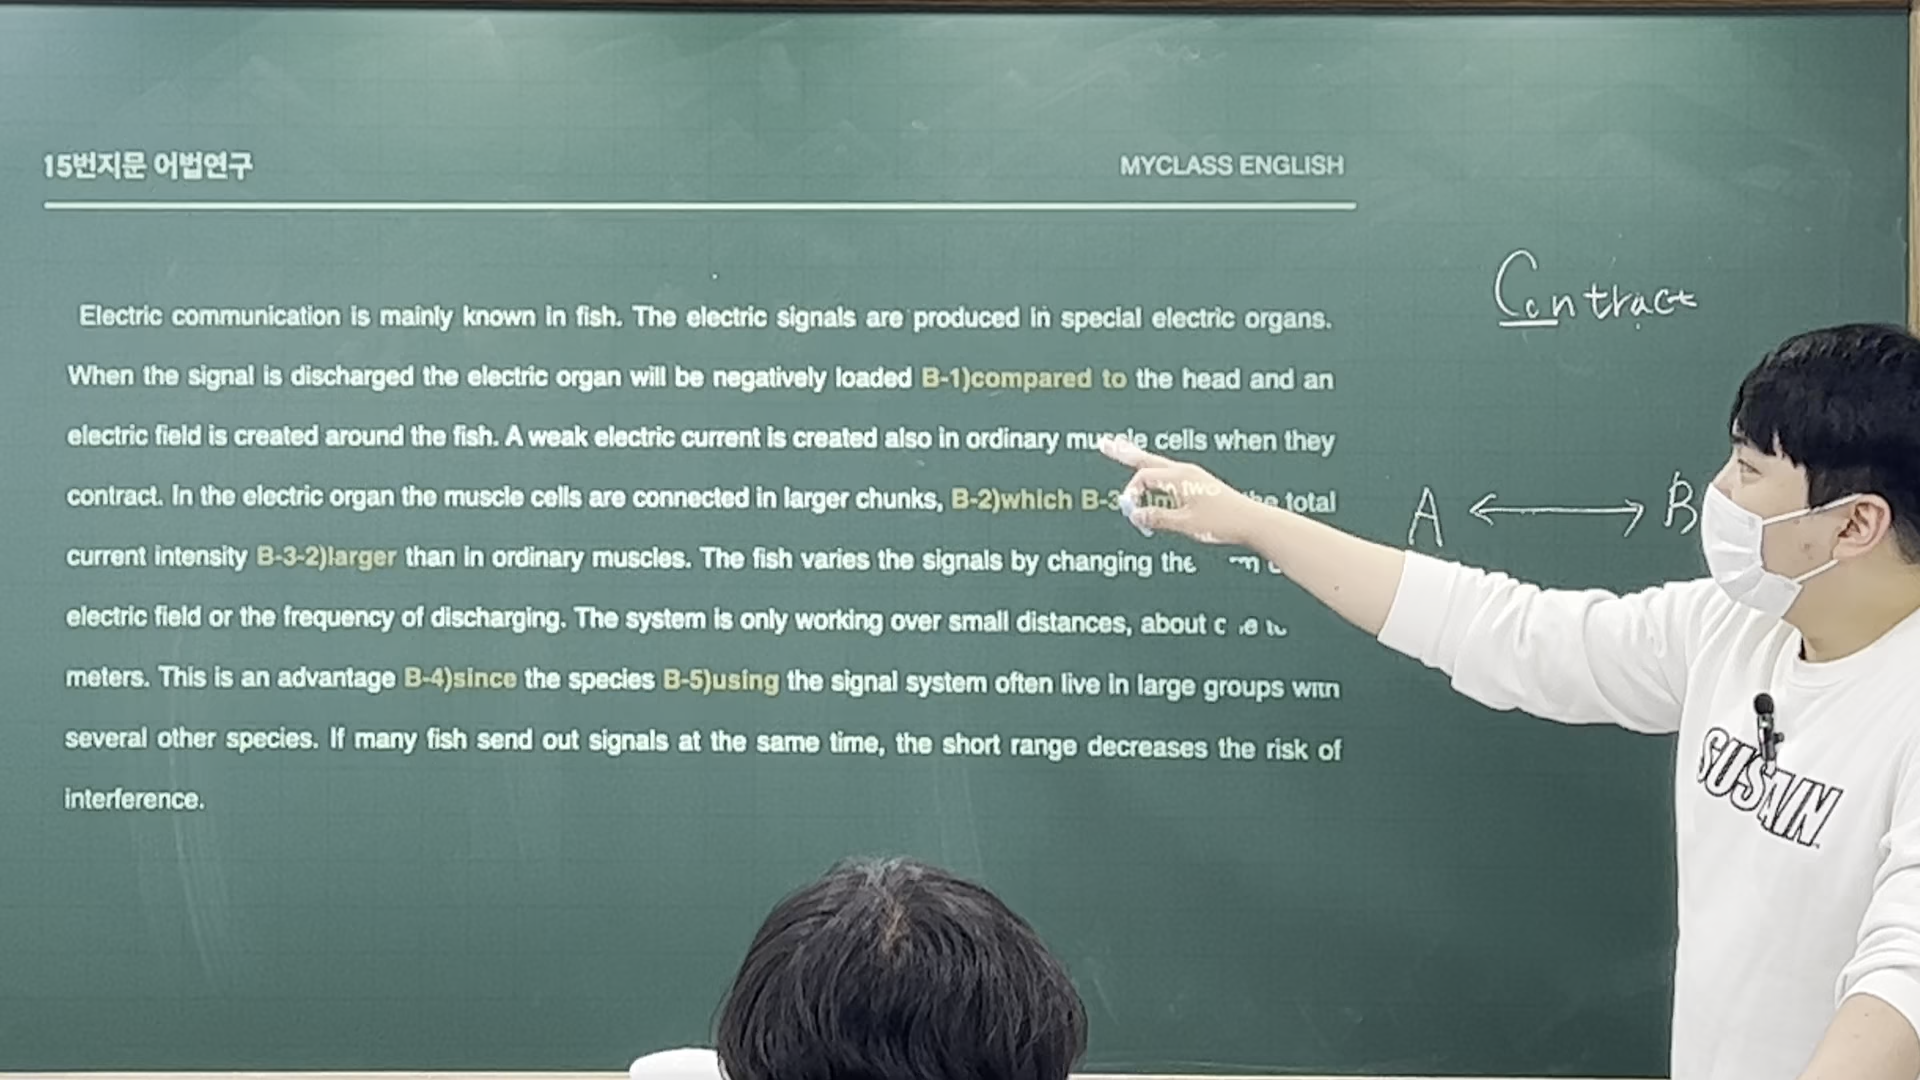 15번지문 어법연구
MYCLASS ENGLISH
Electric communication is mainly known in fish. The electric signals are produced in special electric organs.
When the signal is discharged the electric organ will be negatively loaded B-1)compared to the head and an
electric field is created around the fish. A weak electric current is created also in ordinary muscle cells when they
contract. In the electric organ the muscle cells are connected in larger chunks, B-2)which B-3 total
current intensity B-3-2)larger than in ordinary muscles. The fish varies the signals by changing the
electric field or the frequency of discharging. The system is only working over small distances, about
meters. This is an advantage B-4)since the species B-5)using the signal system often live in large groups with
several other species. If many fish send out signals at the same time, the short range decreases the risk of
interference.
Contract
A ↔ B
SUSTAIN